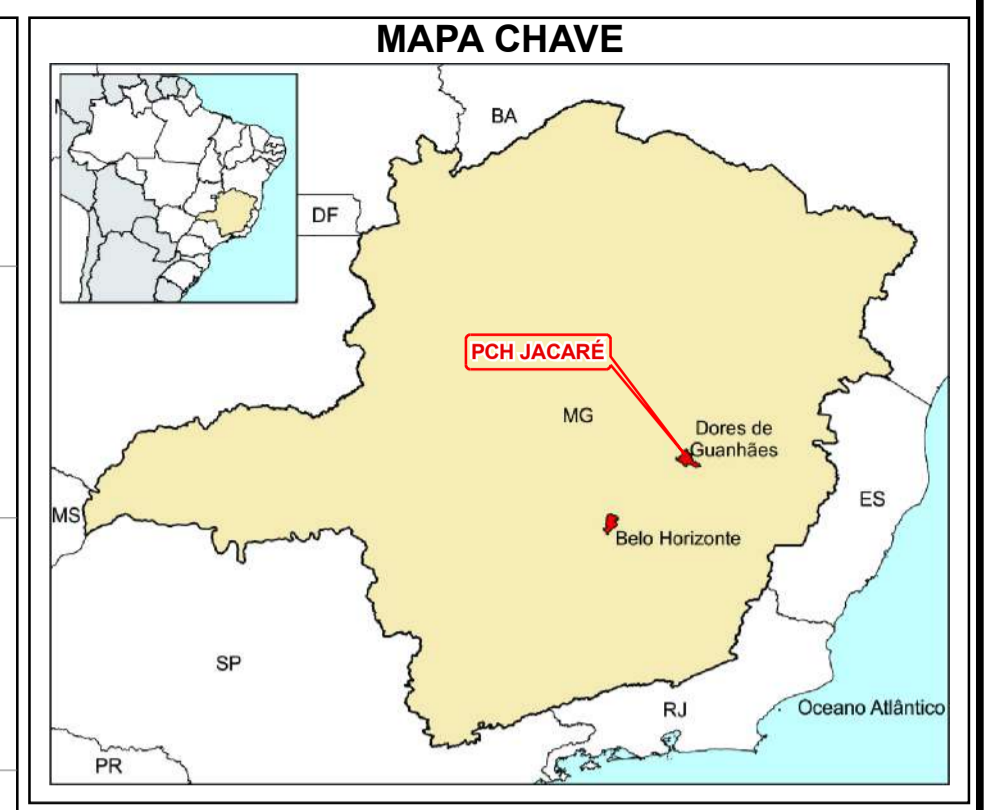 MAPA CHAVE
BA
DF
PCH JACARÉ
MG
Dores de
Guanhães
ES
MS
Belo Horizonte
SP
RJ
Oceano Atlântico
PR